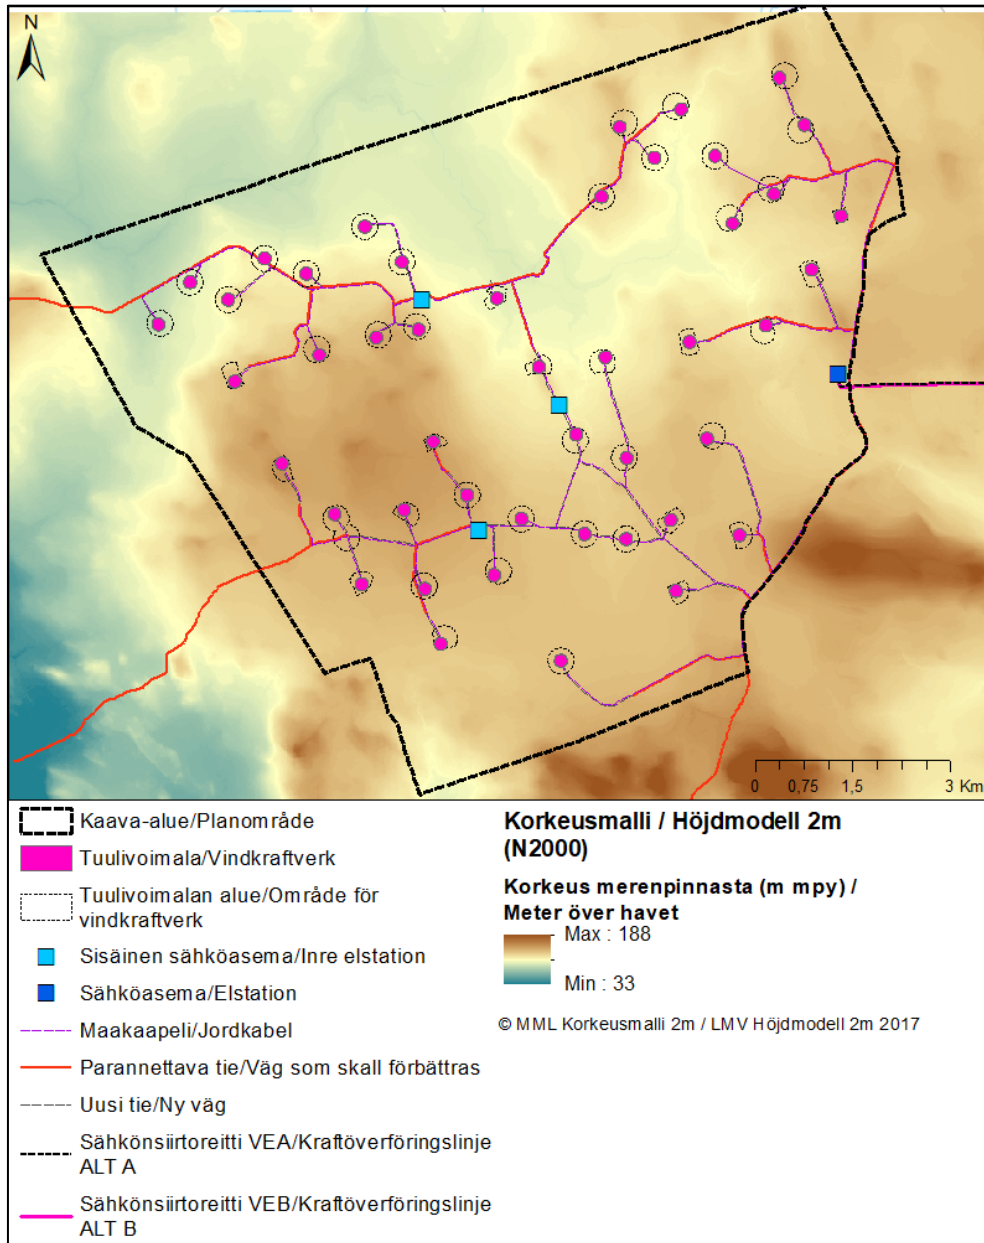 N
0 0,75 1,5 3 Km
Kaava-alue/Planområde
Tuulivoimala/Vindkraftverk
Tuulivoimalan alue/Område för
vindkraftverk
Sisäinen sähköasema/Inre elstation
Sähköasema/Elstation
Maakaapeli/Jordkabel
Parannettava tie/Väg som skall förbättras
Uusi tie/Ny väg
Sähkönsiirtoreitti VEA/Kraftöverföringslinje
ALT A
Sähkönsiirtoreitti VEB/Kraftöverföringslinje
ALT B
Korkeusmalli / Höjdmodell 2m
(N2000)
Korkeus merenpinnasta (m mpy) /
Meter över havet
Max : 188
Min : 33
© MML Korkeusmalli 2m / LMV Höjdmodell 2m 2017